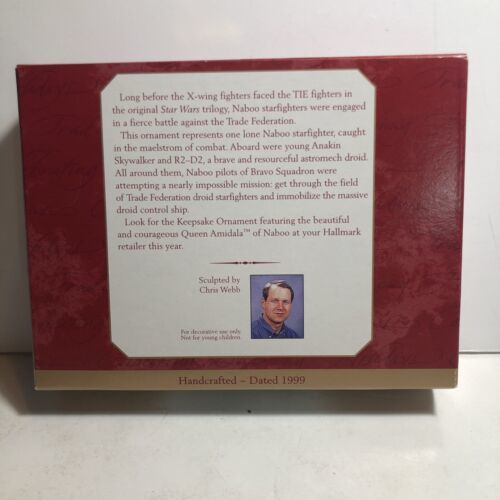 Long before the X-wing fighters faced the TIE fighters in
the original Star Wars trilogy, Naboo starfighters were engaged
in a fierce battle against the Trade Federation.
This ornament represents one lone Naboo starfighter, caught
in the maelstrom of combat. Aboard were young Anakin
Skywalker and R2–D2, a brave and resourceful astromech droid.
All around them, Naboo pilots of Bravo Squadron were
attempting a nearly impossible mission: get through the field
of Trade Federation droid starfighters and immobilize the massive
droid control ship.
Look for the Keepsake Ornament featuring the beautiful
and courageous Queen Amidala™ of Naboo at your Hallmark
retailer this year.
Sculpted by
Chris Webb
For decorative use only.
Not for young children.
Handcrafted – Dated 1999